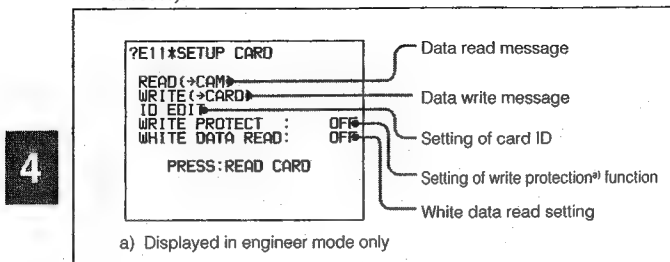 ?E11*SETUP CARD
READ(→CAM)
WRITE(→CARD)
ID EDIT
WRITE PROTECT : OFF
WHITE DATA READ: OFF
PRESS:READ CARD
Data read message
Data write message
Setting of card ID
Setting of write protectionᵃ⁾ function
White data read setting
4
a) Displayed in engineer mode only